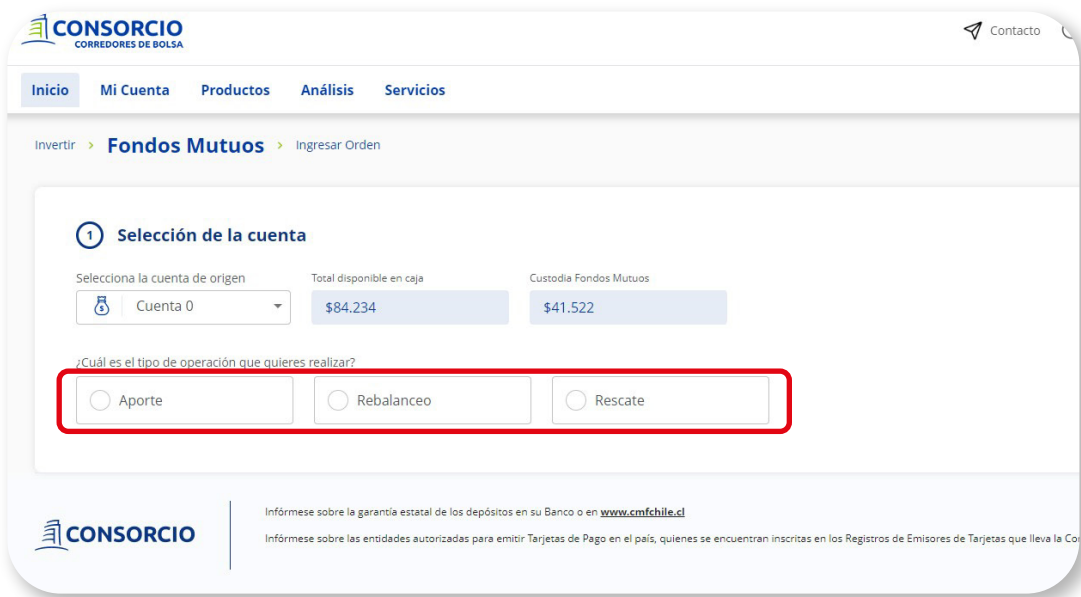 CONSORCIO
CORREDORES DE BOLSA
Contacto
Inicio Mi Cuenta Productos Análisis Servicios
Invertir > Fondos Mutuos > Ingresar Orden
1 Selección de la cuenta
Selecciona la cuenta de origen Total disponible en caja Custodia Fondos Mutuos
Cuenta 0 $84.234 $41.522
¿Cuál es el tipo de operación que quieres realizar?
Aporte Rebalanceo Rescate
Infórmese sobre la garantía estatal de los depósitos en su Banco o en www.cmfchile.cl
CONSORCIO
Infórmese sobre las entidades autorizadas para emitir Tarjetas de Pago en el país, quienes se encuentran inscritas en los Registros de Emisores de Tarjetas que lleva la